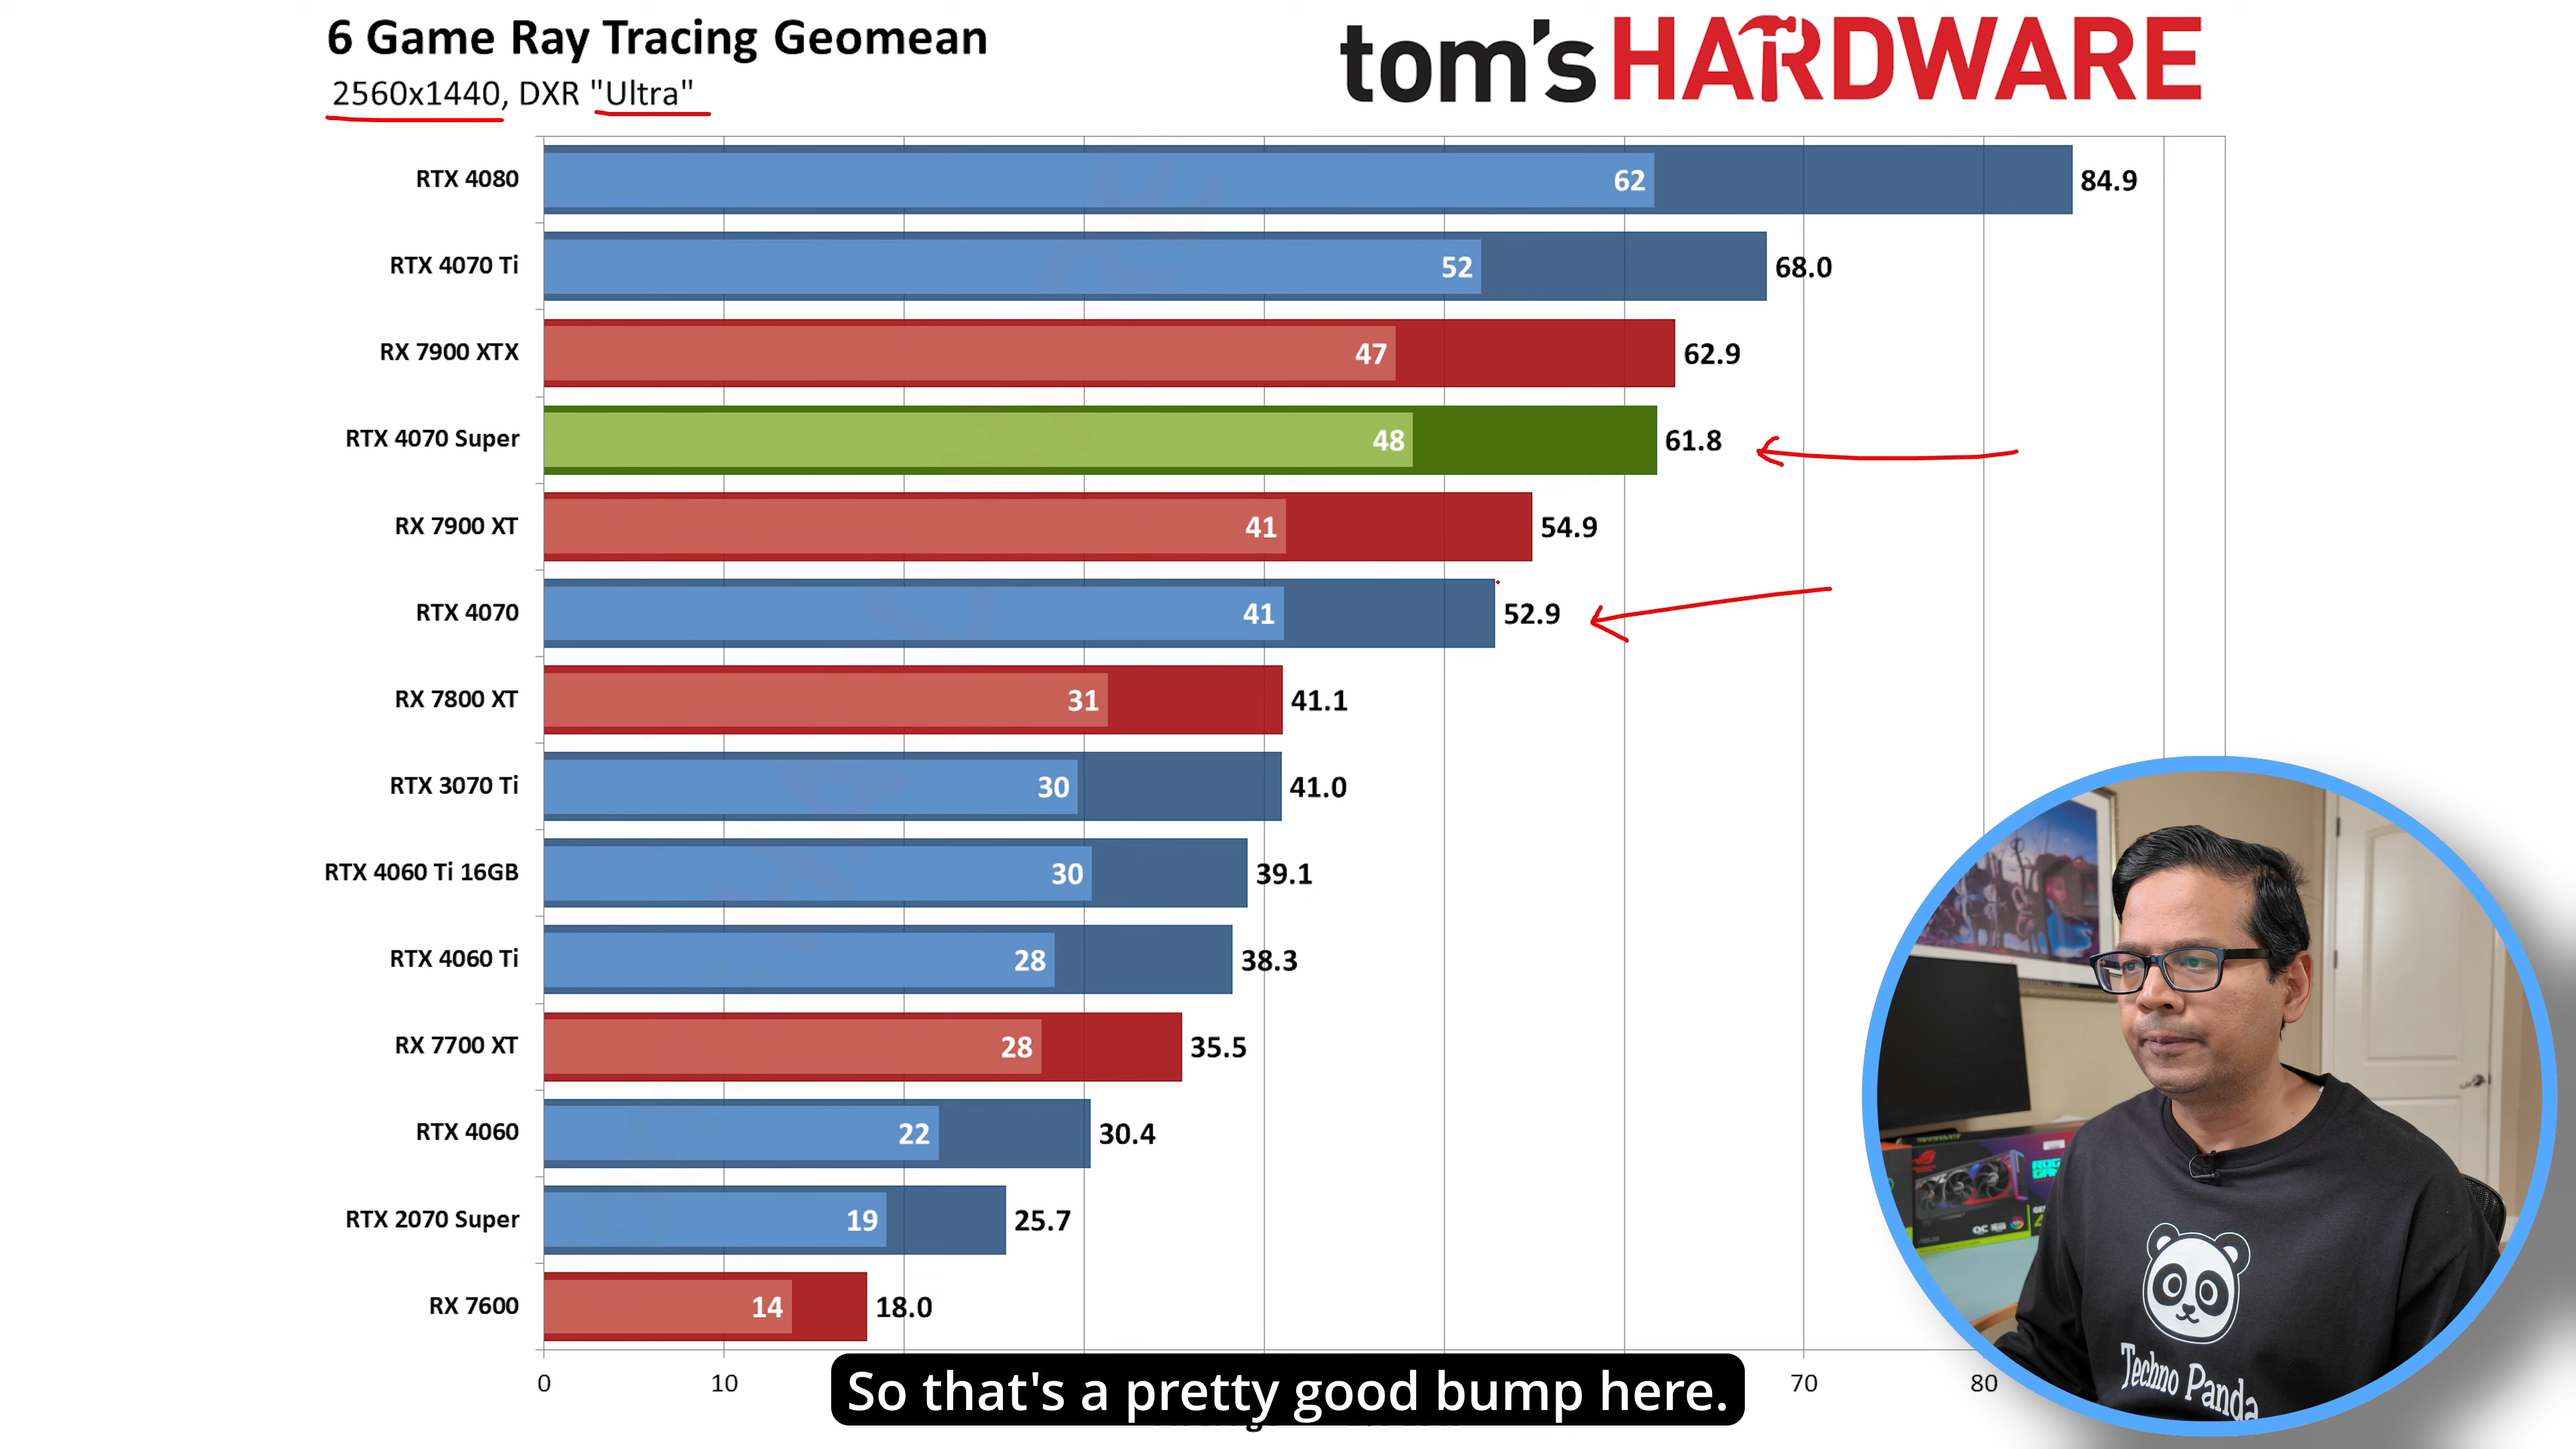 6 Game Ray Tracing Geomean
2560x1440, DXR "Ultra"
tom's HARDWARE
RTX 4080 62 84.9
RTX 4070 Ti 52 68.0
RX 7900 XTX 47 62.9
RTX 4070 Super 48 61.8
RX 7900 XT 41 54.9
RTX 4070 41 52.9
RX 7800 XT 31 41.1
RTX 3070 Ti 30 41.0
RTX 4060 Ti 16GB 30 39.1
RTX 4060 Ti 28 38.3
RX 7700 XT 28 35.5
RTX 4060 22 30.4
RTX 2070 Super 19 25.7
RX 7600 14 18.0
0 10 70 80
So that's a pretty good bump here.
Techno Panda